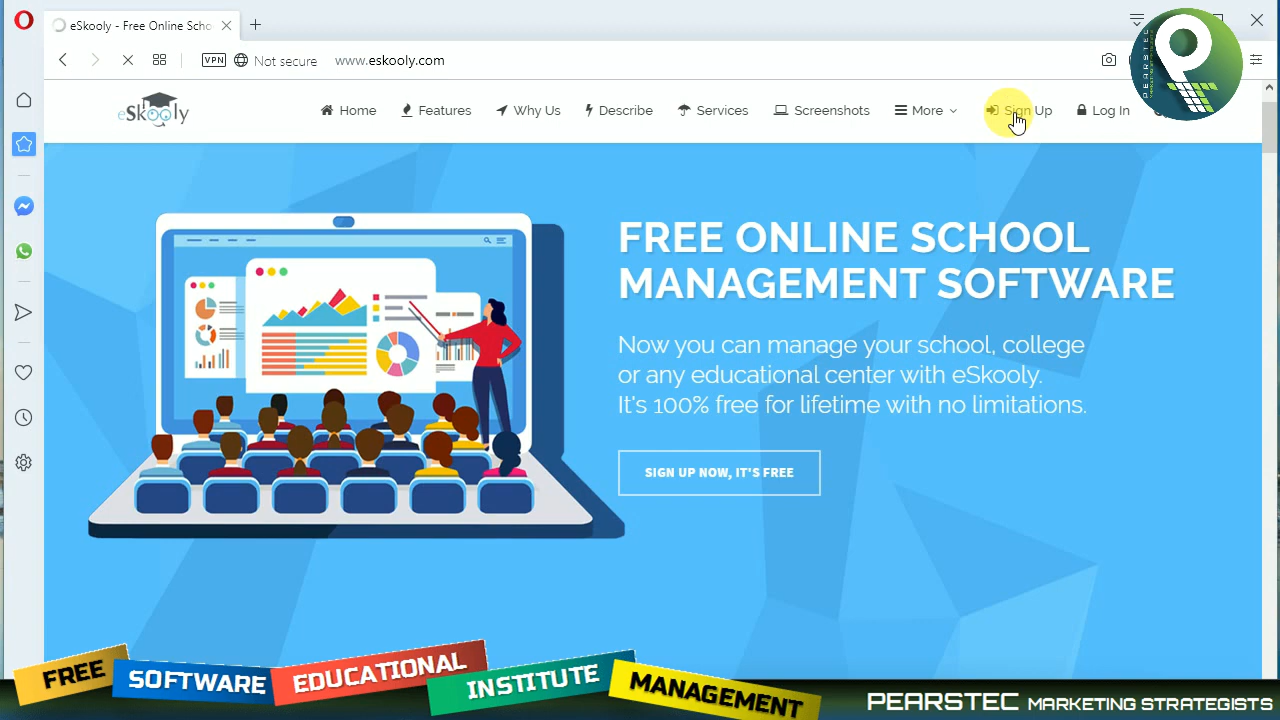 eSkooly - Free Online Scho
VPN Not secure www.eskooly.com
eSkooly Home Features Why Us Describe Services Screenshots More Sign Up Log In
PEARSTEC
FREE ONLINE SCHOOL
MANAGEMENT SOFTWARE
Now you can manage your school, college
or any educational center with eSkooly.
It's 100% free for lifetime with no limitations.
SIGN UP NOW, IT'S FREE
FREE SOFTWARE EDUCATIONAL INSTITUTE MANAGEMENT
PEARSTEC MARKETING STRATEGISTS